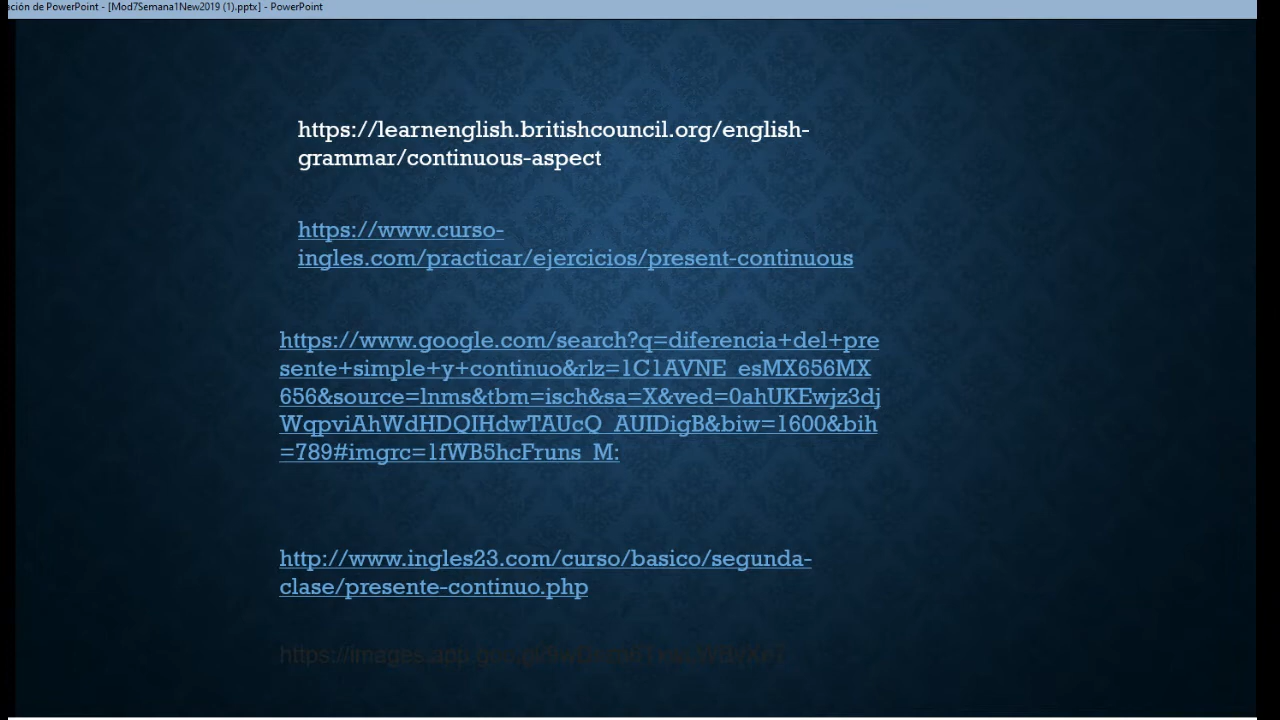 ación de PowerPoint - [Mod7Semana1New2019 (1).pptx] - PowerPoint
https://learnenglish.britishcouncil.org/english-
grammar/continuous-aspect
https://www.curso-
ingles.com/practicar/ejercicios/present-continuous
https://www.google.com/search?q=diferencia+del+pre
sente+simple+y+continuo&rlz=1C1AVNE_esMX656MX
656&source=lnms&tbm=isch&sa=X&ved=0ahUKEwjz3dj
WqpviAhWdHDQIHdwTAUcQ_AUIDigB&biw=1600&bih
=789#imgrc=1fWB5hcFruns_M:
http://www.ingles23.com/curso/basico/segunda-
clase/presente-continuo.php